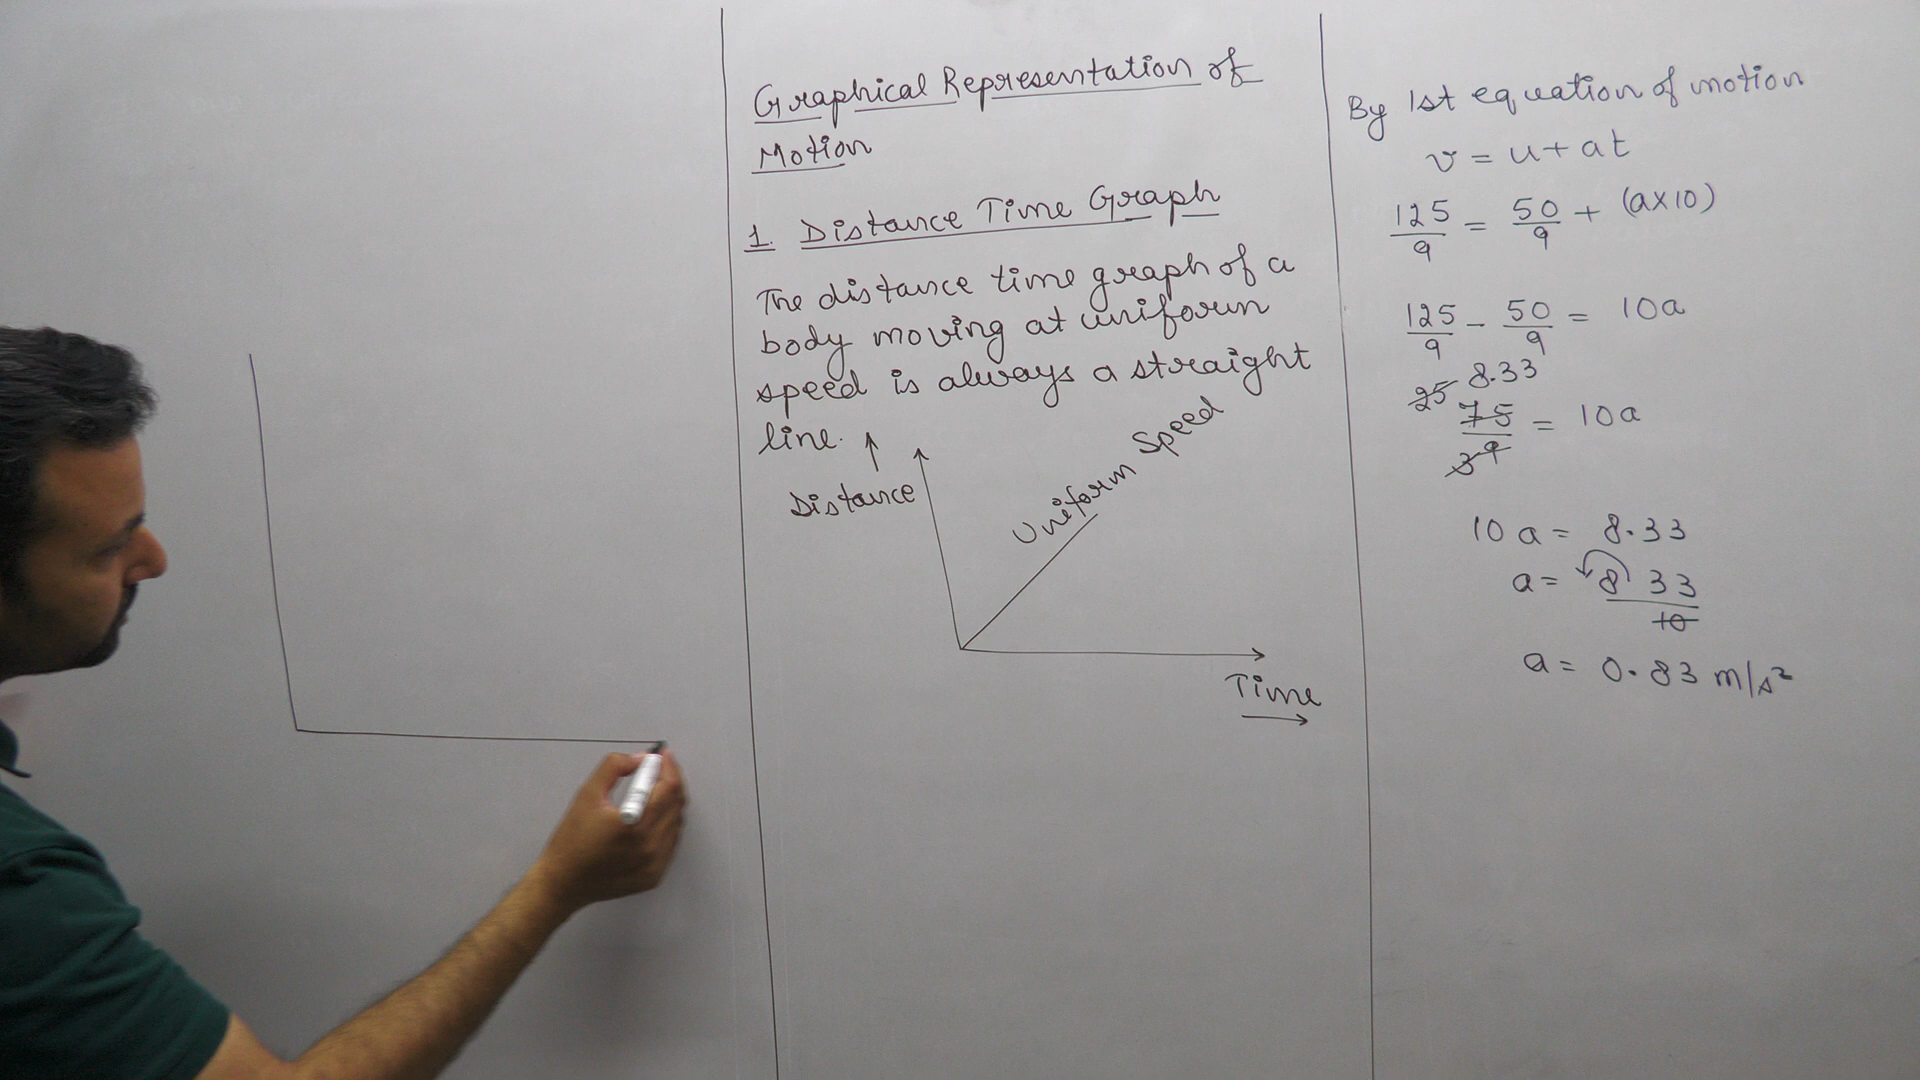 Graphical Representation of
Motion
1. Distance Time Graph
The distance time graph of a
body moving at uniform
speed is always a straight
line.
Distance
Uniform Speed
Time
By 1st equation of motion
v = u + at
125/9 = 50/9 + (a×10)
125/9 - 50/9 = 10a
25 8.33
75/9 = 10a
3
10 a = 8.33
a = 8 33
10
a = 0.83 m/s²